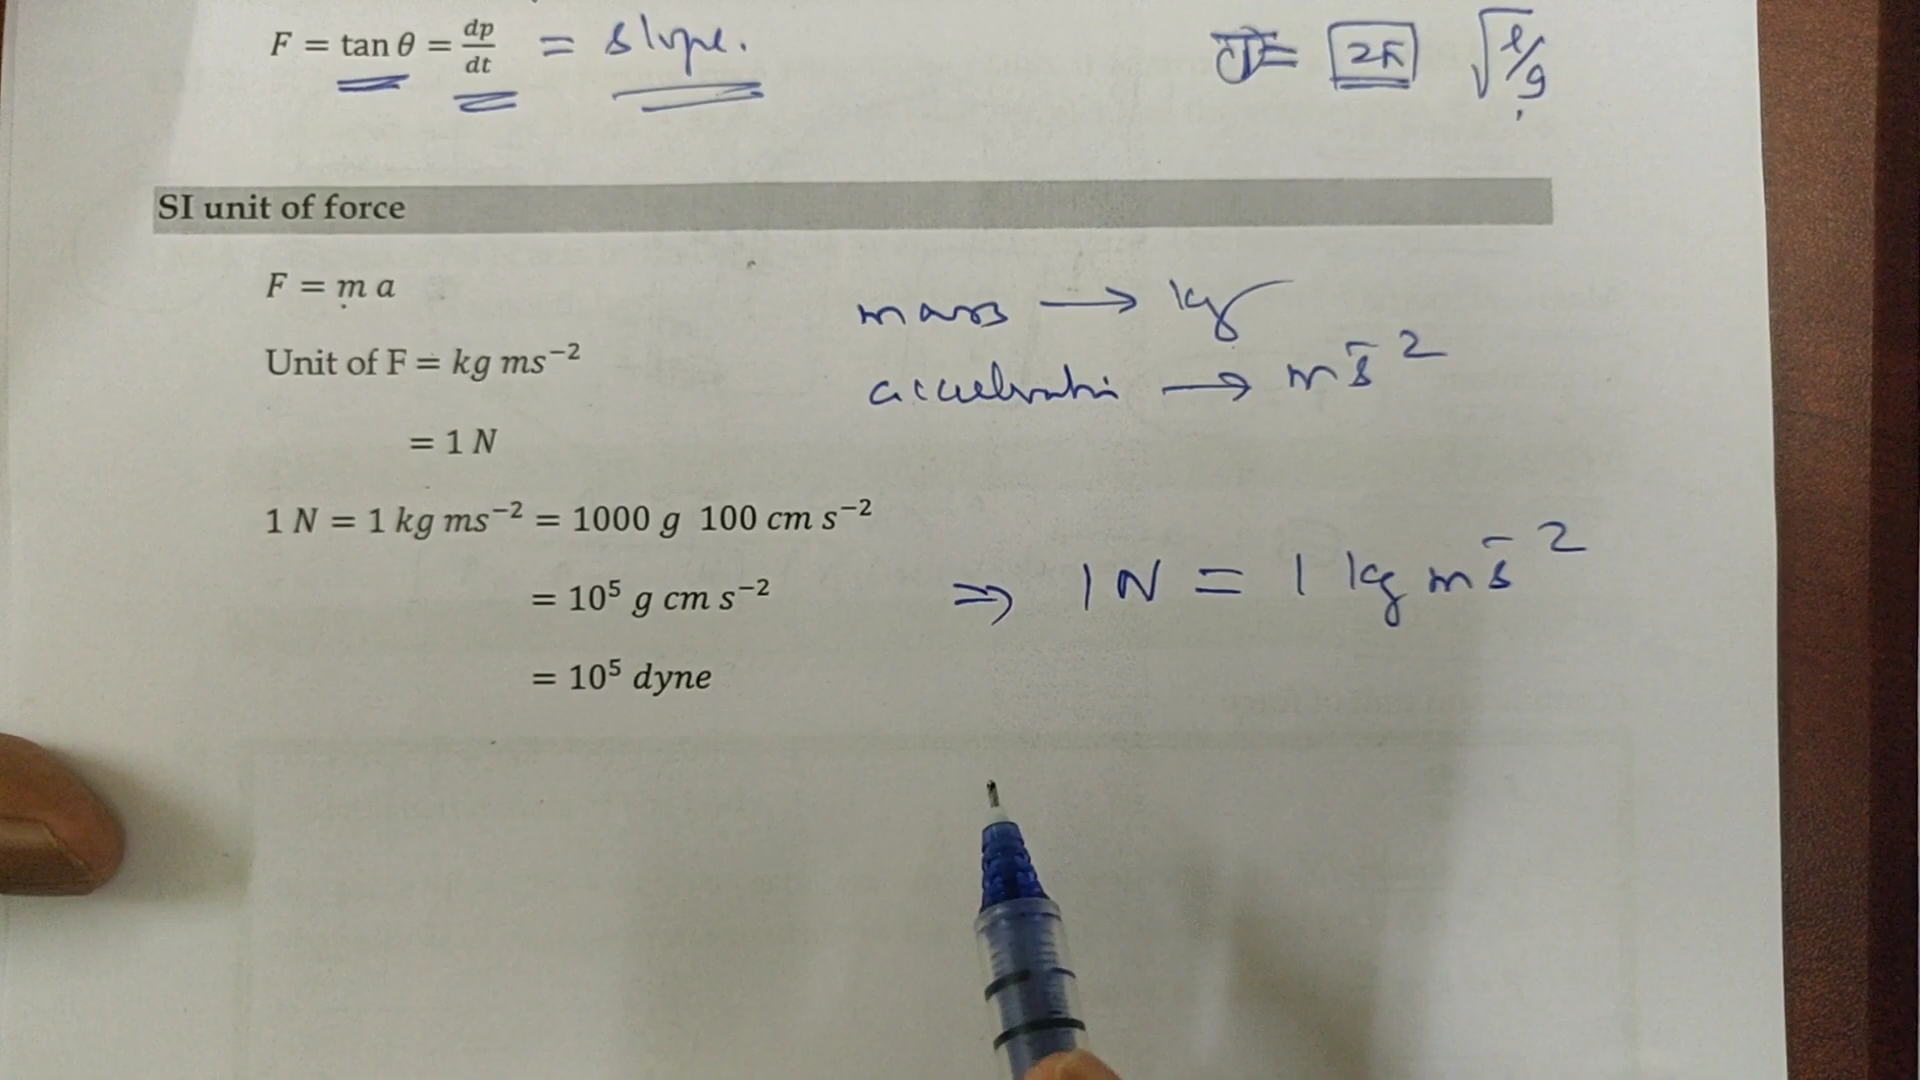 F = tan θ = dp/dt = slope.
T = 2π √l/g
SI unit of force
F = m a
mass → kg
Unit of F = kg ms⁻²
acceleration → m s⁻²
= 1 N
1 N = 1 kg ms⁻² = 1000 g 100 cm s⁻²
= 10⁵ g cm s⁻²
⇒ 1 N = 1 kg m s⁻²
= 10⁵ dyne